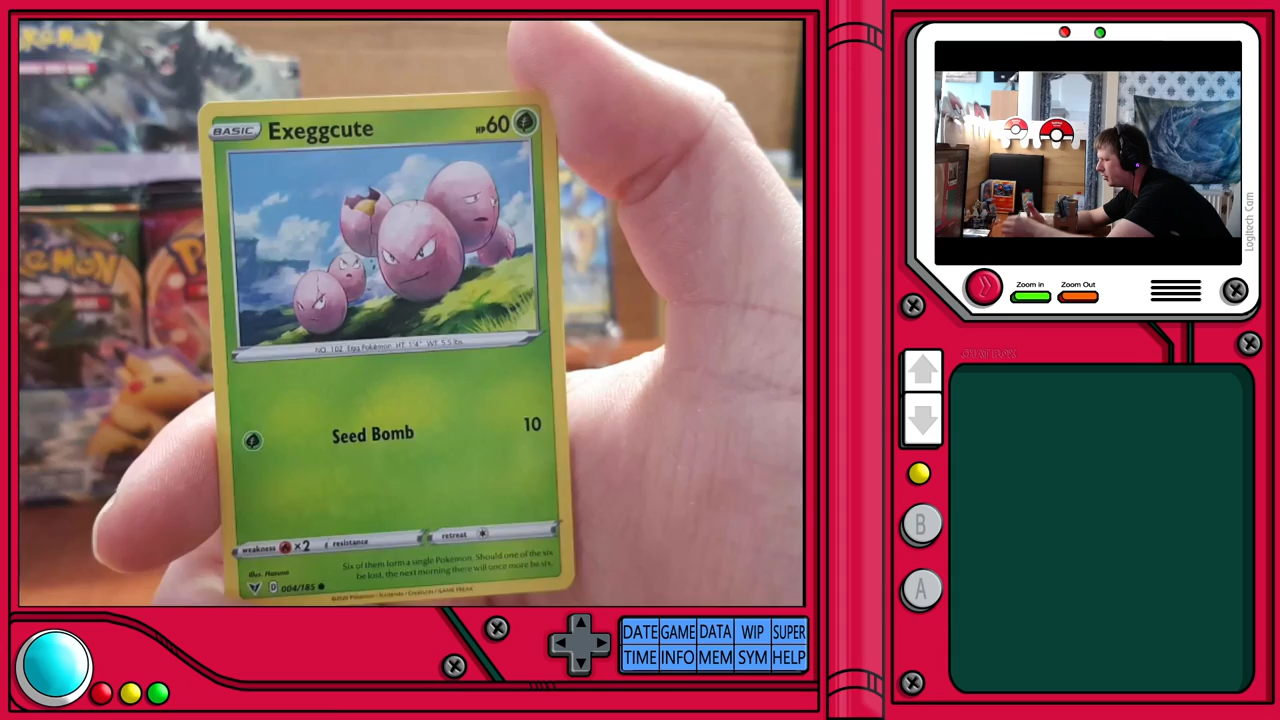 POKéMON
BASIC Exeggcute HP 60
NO. 102 Egg Pokémon HT: 1'4" WT: 5.5 lbs.
Seed Bomb 10
weakness ×2 resistance retreat
Six of them form a single Pokémon. Should one of the six
be lost, the next morning there will once more be six.
004/185
Logitech Cam
Zoom in Zoom Out
B
A
DATE GAME DATA WIP SUPER
TIME INFO MEM SYM HELP